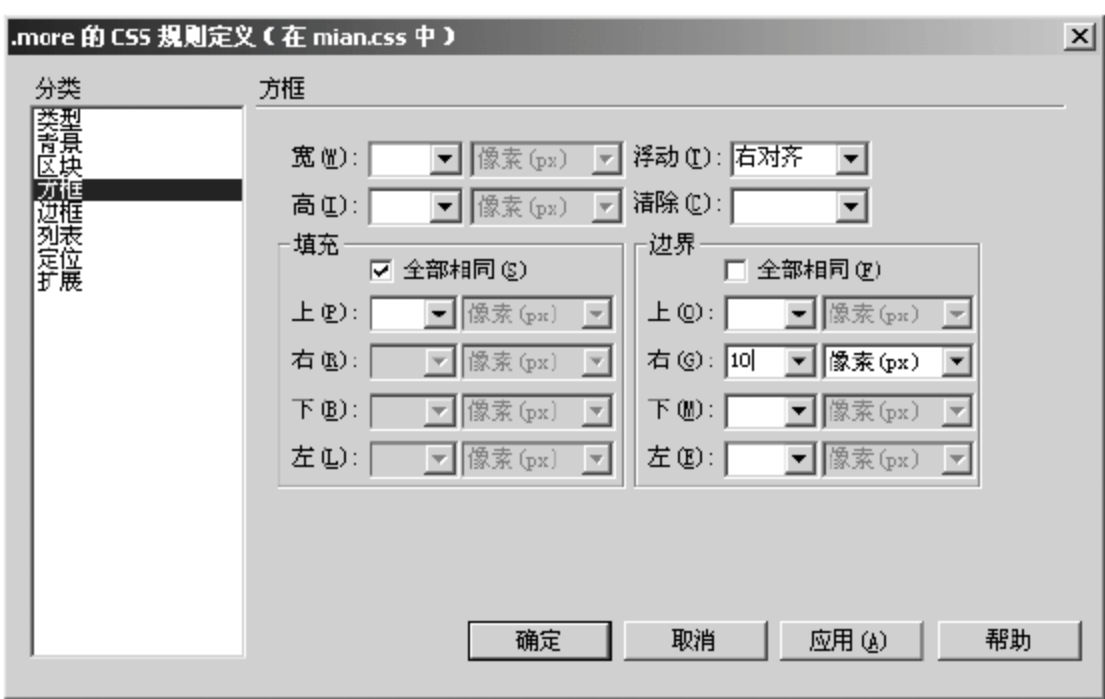 .more 的 CSS 规则定义（在 mian.css 中）
分类
方框
类型
背景
区块
方框
边框
列表
定位
扩展
宽(W): 像素(px) 浮动(T): 右对齐
高(I): 像素(px) 清除(C):
填充 边界
全部相同(S) 全部相同(F)
上(P): 像素(px) 上(O): 像素(px)
右(R): 像素(px) 右(G): 10 像素(px)
下(B): 像素(px) 下(M): 像素(px)
左(L): 像素(px) 左(E): 像素(px)
确定 取消 应用(A) 帮助